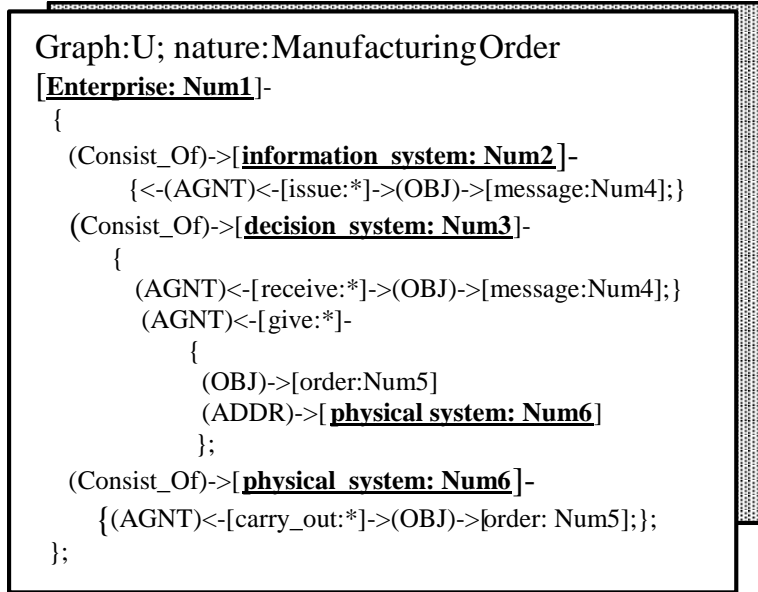 Graph:U; nature:ManufacturingOrder
[Enterprise: Num1]-
{
(Consist_Of)->[information_system: Num2]-
{<-(AGNT)<-[issue:*]->(OBJ)->[message:Num4];}
(Consist_Of)->[decision_system: Num3]-
{
(AGNT)<-[receive:*]->(OBJ)->[message:Num4];}
(AGNT)<-[give:*]-
{
(OBJ)->[order:Num5]
(ADDR)->[physical system: Num6]
};
(Consist_Of)->[physical_system: Num6]-
{(AGNT)<-[carry_out:*]->(OBJ)->[order: Num5];};
};